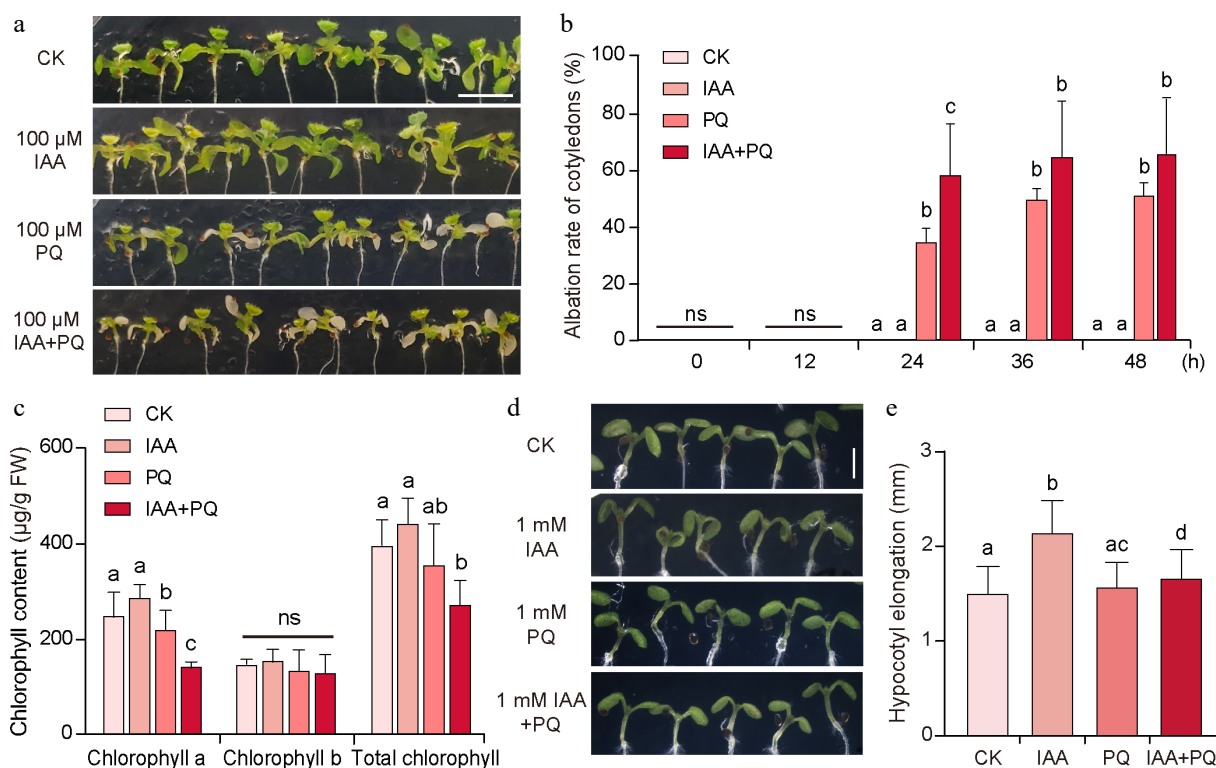 a
CK
100 µM
IAA
100 µM
PQ
100 µM
IAA+PQ
b
Albation rate of cotyledons (%)
100
80
60
40
20
0
CK
IAA
PQ
IAA+PQ
ns
ns
a a b c
a a b b
a a b b
0 12 24 36 48 (h)
c
Chlorophyll content (µg/g FW)
600
400
200
0
CK
IAA
PQ
IAA+PQ
a a b c
ns
a a ab b
Chlorophyll a Chlorophyll b Total chlorophyll
d
CK
1 mM
IAA
1 mM
PQ
1 mM IAA
+PQ
e
Hypocotyl elongation (mm)
3
2
1
0
a b ac d
CK IAA PQ IAA+PQ